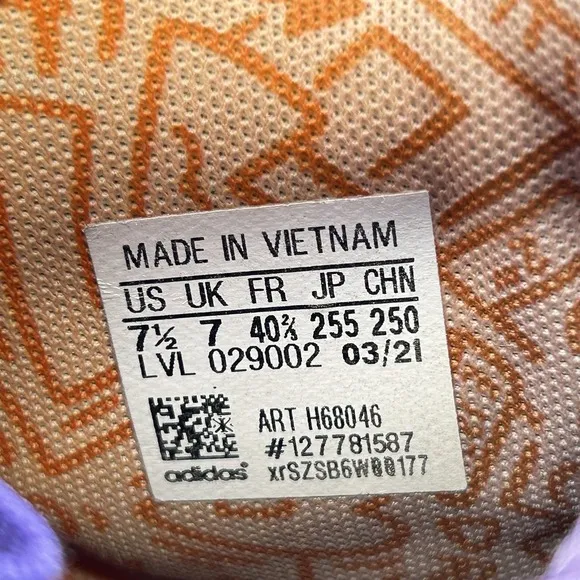 MADE IN VIETNAM
US UK FR JP CHN
7½ 7 40⅔ 255 250
LVL 029002 03/21
ART H68046
#127781587
adidas